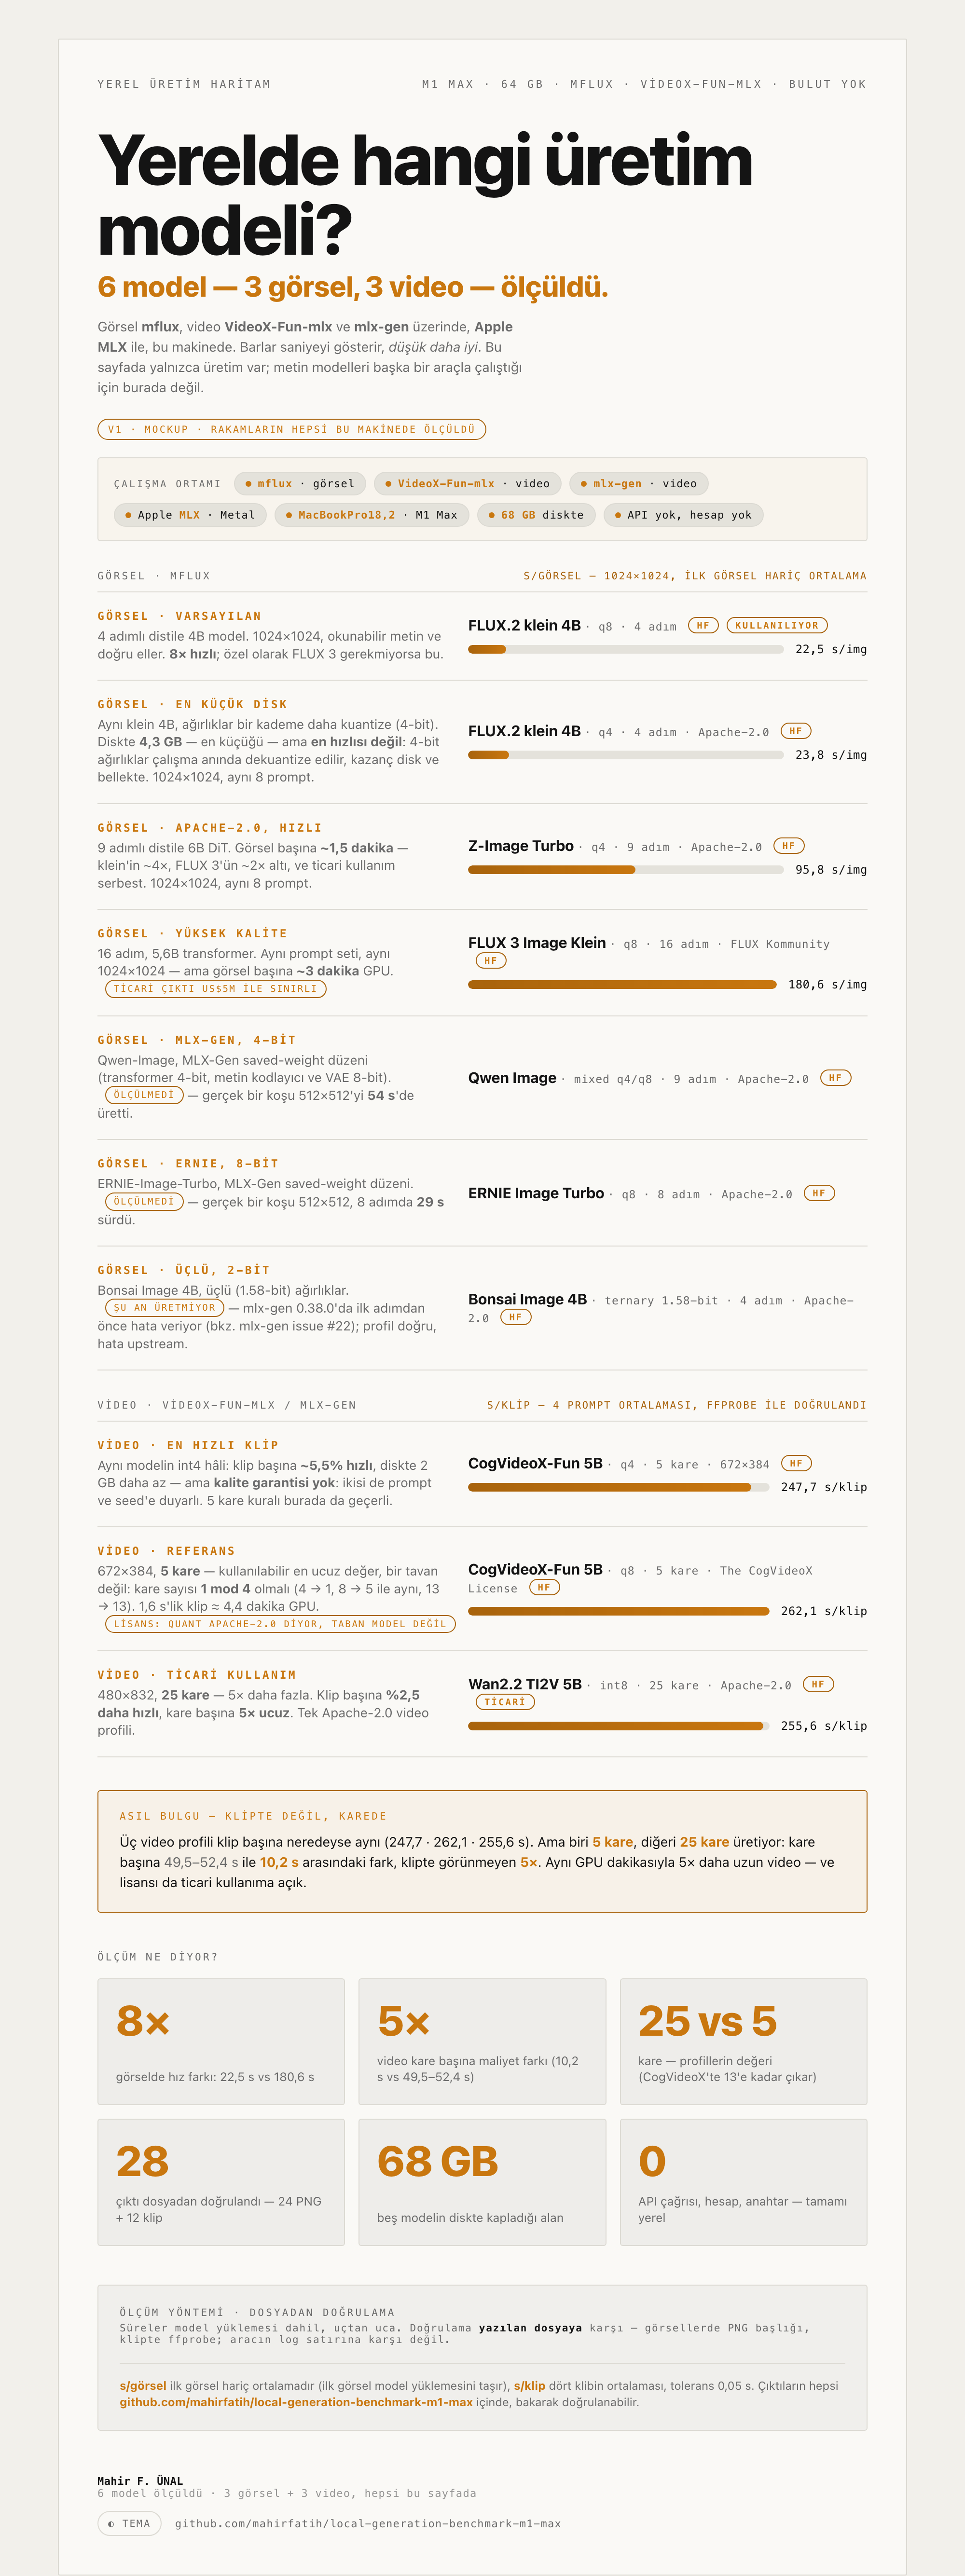 YEREL ÜRETİM HARİTAM
M1 MAX · 64 GB · MFLUX · VİDEOX-FUN-MLX · BULUT YOK
Yerelde hangi üretim
modeli?
6 model — 3 görsel, 3 video — ölçüldü.
Görsel mflux, video VideoX-Fun-mlx ve mlx-gen üzerinde, Apple
MLX ile, bu makinede. Barlar saniyeyi gösterir, düşük daha iyi. Bu
sayfada yalnızca üretim var; metin modelleri başka bir araçla çalıştığı
için burada değil.
V1 · MOCKUP · RAKAMLARIN HEPSİ BU MAKİNEDE ÖLÇÜLDÜ
ÇALIŞMA ORTAMI
mflux · görsel
VideoX-Fun-mlx · video
mlx-gen · video
Apple MLX · Metal
MacBookPro18,2 · M1 Max
68 GB diskte
API yok, hesap yok
GÖRSEL · MFLUX
S/GÖRSEL — 1024×1024, İLK GÖRSEL HARİÇ ORTALAMA
GÖRSEL · VARSAYILAN
4 adımlı distile 4B model. 1024×1024, okunabilir metin ve
doğru eller. 8× hızlı; özel olarak FLUX 3 gerekmiyorsa bu.
FLUX.2 klein 4B · q8 · 4 adım HF KULLANILIYOR
22,5 s/img
GÖRSEL · EN KÜÇÜK DİSK
Aynı klein 4B, ağırlıklar bir kademe daha kuantize (4-bit).
Diskte 4,3 GB — en küçüğü — ama en hızlısı değil: 4-bit
ağırlıklar çalışma anında dekuantize edilir, kazanç disk ve
bellekte. 1024×1024, aynı 8 prompt.
FLUX.2 klein 4B · q4 · 4 adım · Apache-2.0 HF
23,8 s/img
GÖRSEL · APACHE-2.0, HIZLI
9 adımlı distile 6B DiT. Görsel başına ~1,5 dakika —
klein'in ~4×, FLUX 3'ün ~2× altı, ve ticari kullanım
serbest. 1024×1024, aynı 8 prompt.
Z-Image Turbo · q4 · 9 adım · Apache-2.0 HF
95,8 s/img
GÖRSEL · YÜKSEK KALİTE
16 adım, 5,6B transformer. Aynı prompt seti, aynı
1024×1024 — ama görsel başına ~3 dakika GPU.
TİCARİ ÇIKTI US$5M İLE SINIRLI
FLUX 3 Image Klein · q8 · 16 adım · FLUX Kommunity
HF
180,6 s/img
GÖRSEL · MLX-GEN, 4-BİT
Qwen-Image, MLX-Gen saved-weight düzeni
(transformer 4-bit, metin kodlayıcı ve VAE 8-bit).
ÖLÇÜLMEDİ — gerçek bir koşu 512×512'yi 54 s'de
üretti.
Qwen Image · mixed q4/q8 · 9 adım · Apache-2.0 HF
GÖRSEL · ERNIE, 8-BİT
ERNIE-Image-Turbo, MLX-Gen saved-weight düzeni.
ÖLÇÜLMEDİ — gerçek bir koşu 512×512, 8 adımda 29 s
sürdü.
ERNIE Image Turbo · q8 · 8 adım · Apache-2.0 HF
GÖRSEL · ÜÇLÜ, 2-BİT
Bonsai Image 4B, üçlü (1.58-bit) ağırlıklar.
ŞU AN ÜRETMİYOR — mlx-gen 0.38.0'da ilk adımdan
önce hata veriyor (bkz. mlx-gen issue #22); profil doğru,
hata upstream.
Bonsai Image 4B · ternary 1.58-bit · 4 adım · Apache-
2.0 HF
VİDEO · VİDEOX-FUN-MLX / MLX-GEN
S/KLİP — 4 PROMPT ORTALAMASI, FFPROBE İLE DOĞRULANDI
VİDEO · EN HIZLI KLİP
Aynı modelin int4 hâli: klip başına ~5,5% hızlı, diskte 2
GB daha az — ama kalite garantisi yok: ikisi de prompt
ve seed'e duyarlı. 5 kare kuralı burada da geçerli.
CogVideoX-Fun 5B · q4 · 5 kare · 672×384 HF
247,7 s/klip
VİDEO · REFERANS
672×384, 5 kare — kullanılabilir en ucuz değer, bir tavan
değil: kare sayısı 1 mod 4 olmalı (4 → 1, 8 → 5 ile aynı, 13
→ 13). 1,6 s'lik klip ≈ 4,4 dakika GPU.
LİSANS: QUANT APACHE-2.0 DİYOR, TABAN MODEL DEĞİL
CogVideoX-Fun 5B · q8 · 5 kare · The CogVideoX
License HF
262,1 s/klip
VİDEO · TİCARİ KULLANIM
480×832, 25 kare — 5× daha fazla. Klip başına %2,5
daha hızlı, kare başına 5× ucuz. Tek Apache-2.0 video
profili.
Wan2.2 TI2V 5B · int8 · 25 kare · Apache-2.0 HF
TİCARİ
255,6 s/klip
ASIL BULGU — KLİPTE DEĞİL, KAREDE
Üç video profili klip başına neredeyse aynı (247,7 · 262,1 · 255,6 s). Ama biri 5 kare, diğeri 25 kare üretiyor: kare
başına 49,5–52,4 s ile 10,2 s arasındaki fark, klipte görünmeyen 5×. Aynı GPU dakikasıyla 5× daha uzun video — ve
lisansı da ticari kullanıma açık.
ÖLÇÜM NE DİYOR?
8×
görselde hız farkı: 22,5 s vs 180,6 s
5×
video kare başına maliyet farkı (10,2
s vs 49,5–52,4 s)
25 vs 5
kare — profillerin değeri
(CogVideoX'te 13'e kadar çıkar)
28
çıktı dosyadan doğrulandı — 24 PNG
+ 12 klip
68 GB
beş modelin diskte kapladığı alan
0
API çağrısı, hesap, anahtar — tamamı
yerel
ÖLÇÜM YÖNTEMİ · DOSYADAN DOĞRULAMA
Süreler model yüklemesi dahil, uçtan uca. Doğrulama yazılan dosyaya karşı — görsellerde PNG başlığı,
klipte ffprobe; aracın log satırına karşı değil.
s/görsel ilk görsel hariç ortalamadır (ilk görsel model yüklemesini taşır), s/klip dört klibin ortalaması, tolerans 0,05 s. Çıktıların hepsi
github.com/mahirfatih/local-generation-benchmark-m1-max içinde, bakarak doğrulanabilir.
Mahir F. ÜNAL
6 model ölçüldü · 3 görsel + 3 video, hepsi bu sayfada
◐ TEMA
github.com/mahirfatih/local-generation-benchmark-m1-max